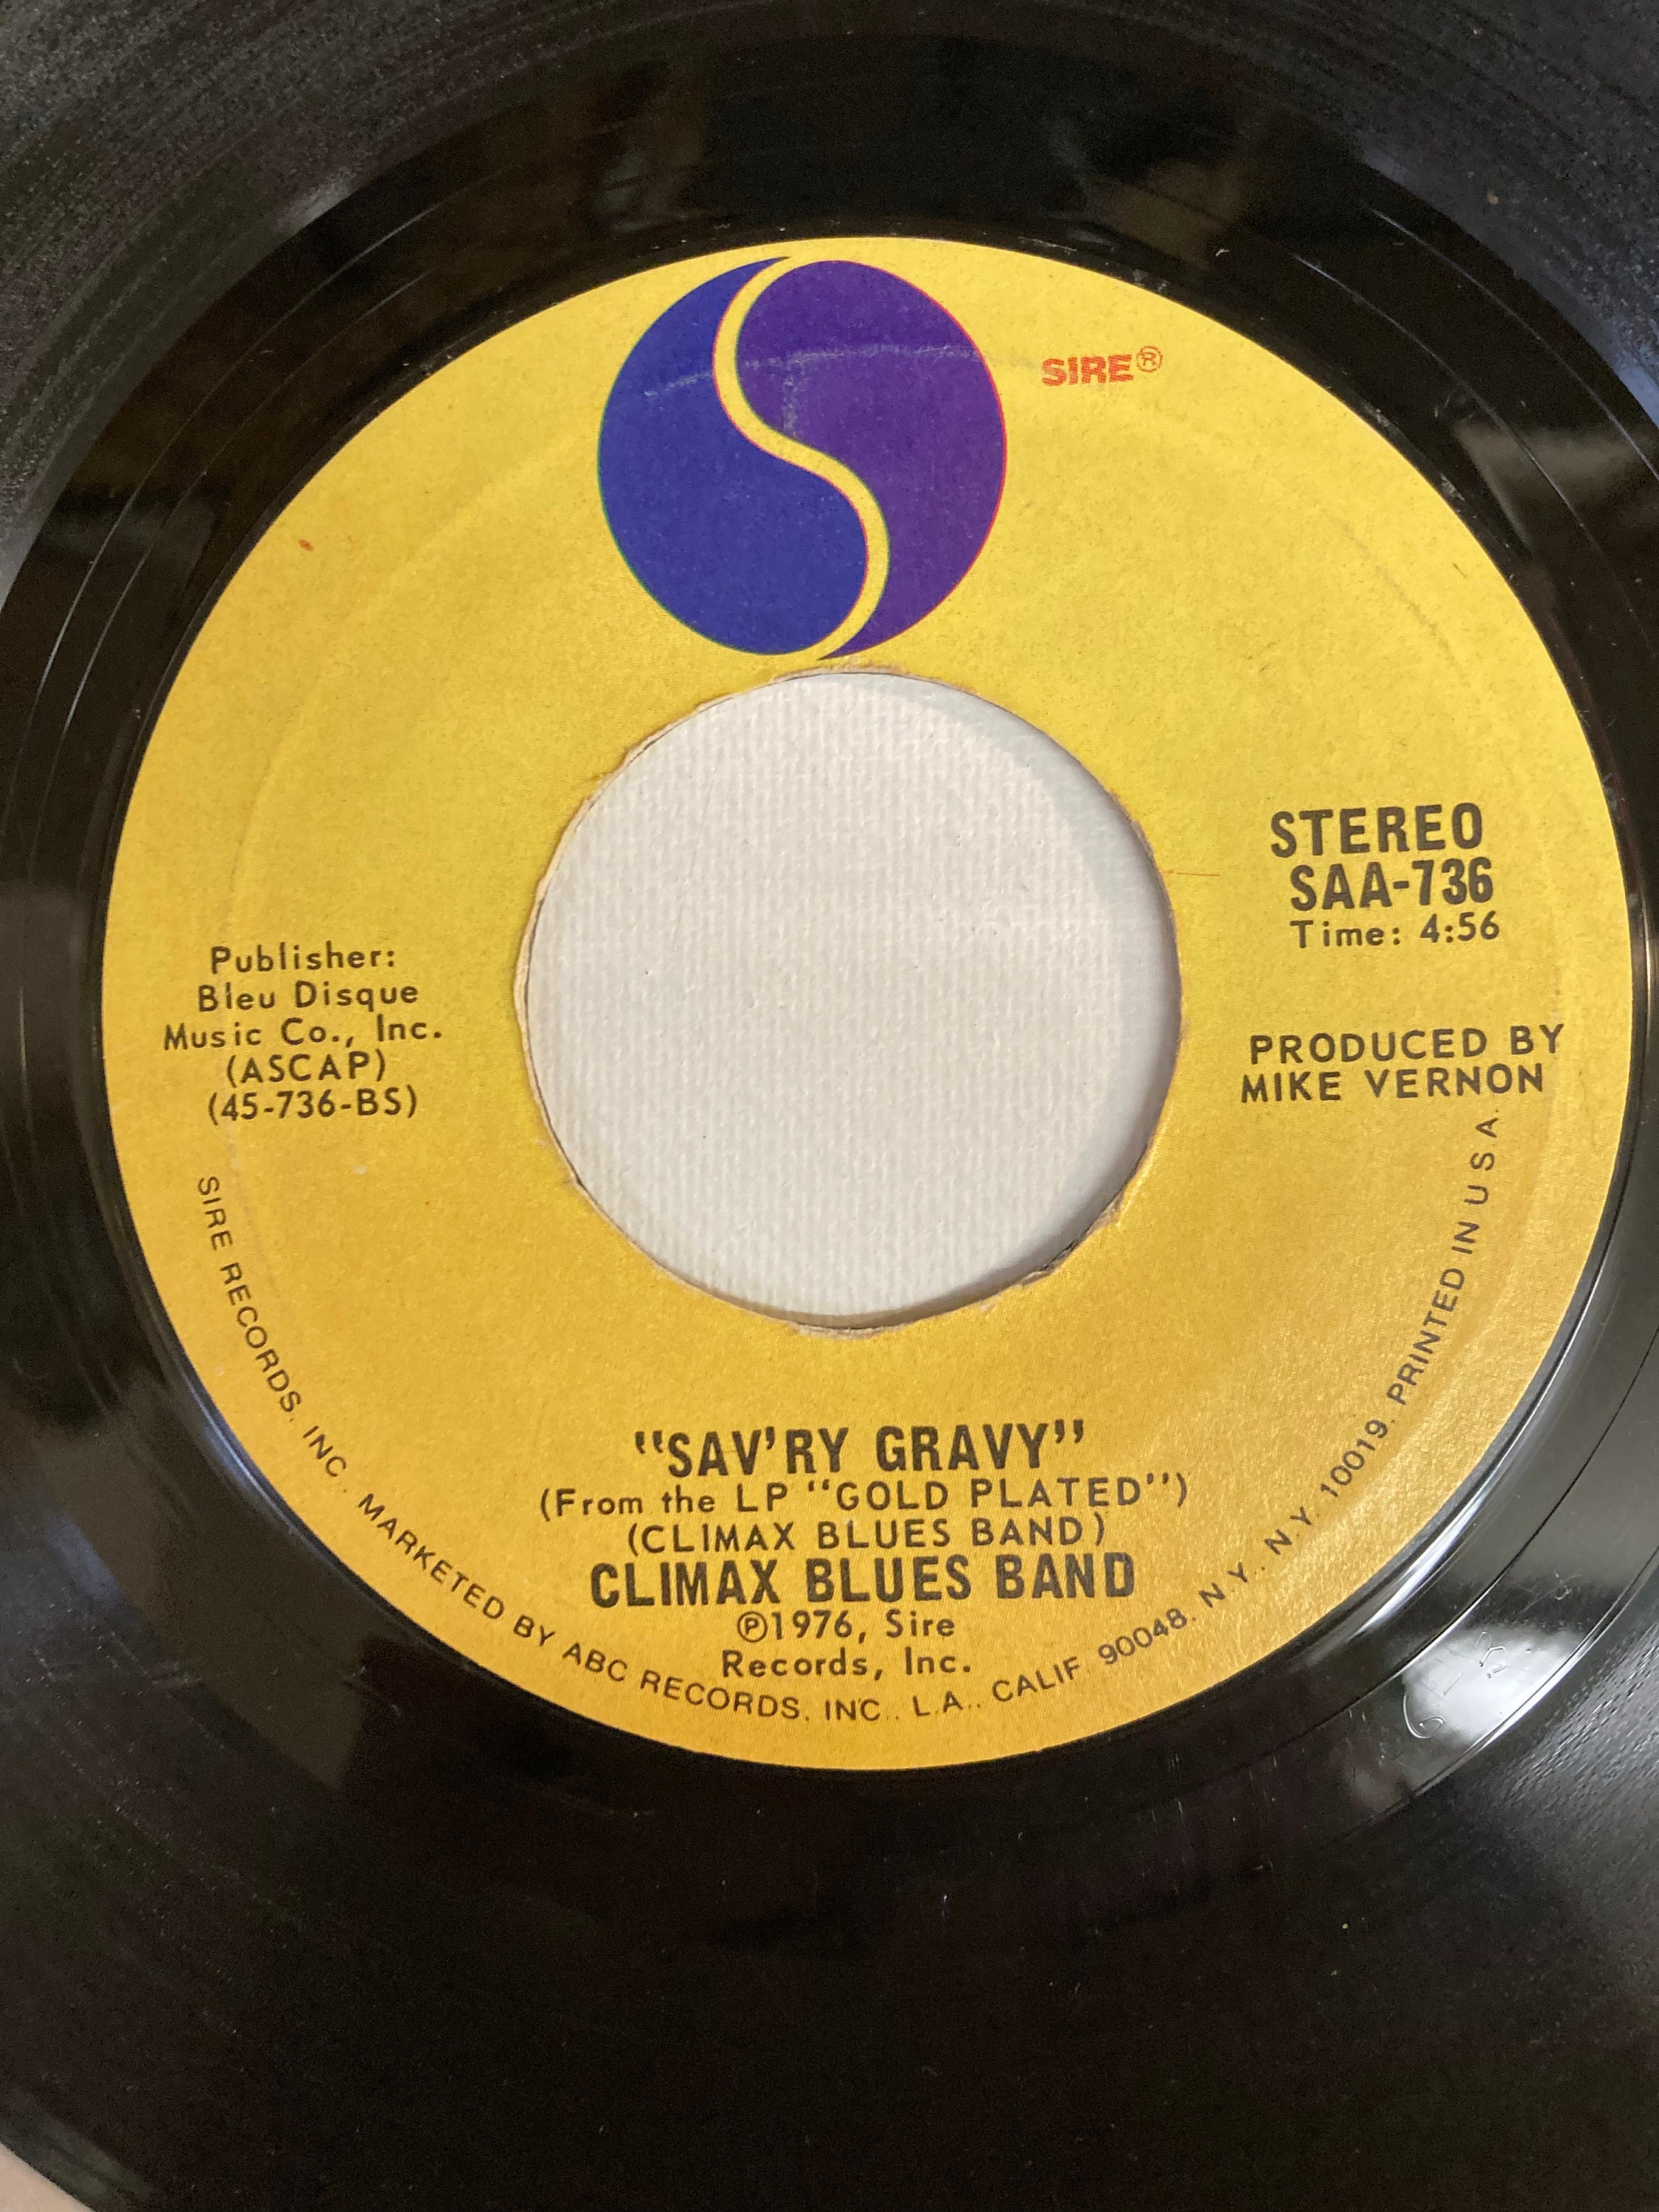 SIRE®
STEREO
SAA-736
Time: 4:56
Publisher:
Bleu Disque
Music Co., Inc.
(ASCAP)
(45-736-BS)
PRODUCED BY
MIKE VERNON
"SAV'RY GRAVY"
(From the LP "GOLD PLATED")
(CLIMAX BLUES BAND)
CLIMAX BLUES BAND
℗1976, Sire
Records, Inc.
SIRE RECORDS, INC., MARKETED BY ABC RECORDS, INC., L.A., CALIF. 90048, N.Y., N.Y. 10019. PRINTED IN U.S.A.